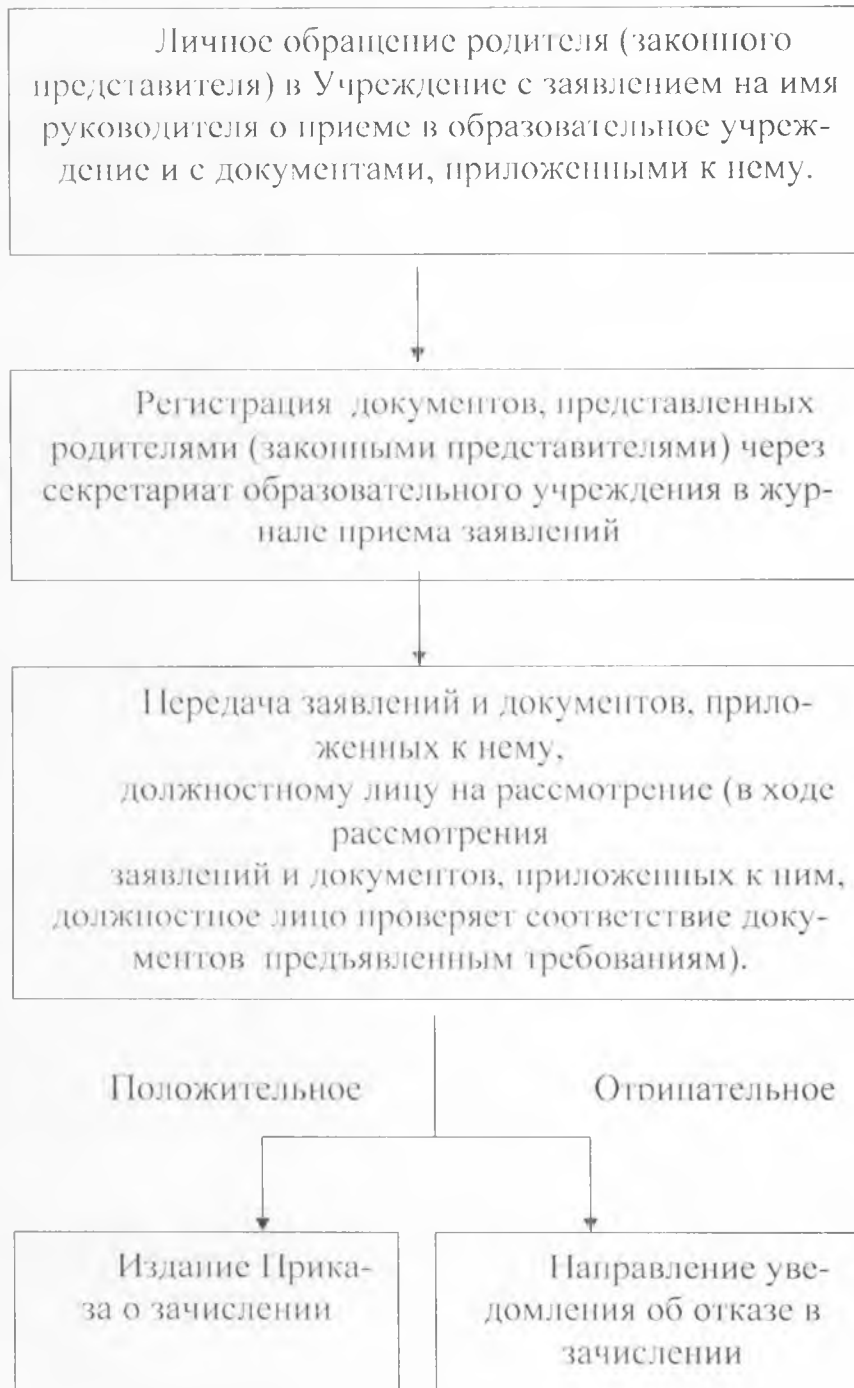 Личное обращение родителя (законного
представителя) в Учреждение с заявлением на имя
руководителя о приеме в образовательное учреж-
дение и с документами, приложенными к нему.
Регистрация документов, представленных
родителями (законными представителями) через
секретариат образовательного учреждения в жур-
нале приема заявлений
Передача заявлений и документов, прило-
женных к нему,
должностному лицу на рассмотрение (в ходе
рассмотрения
заявлений и документов, приложенных к ним,
должностное лицо проверяет соответствие доку-
ментов предъявленным требованиям).
Положительное
Отрицательное
Издание Прика-
за о зачислении
Направление уве-
домления об отказе в
зачислении